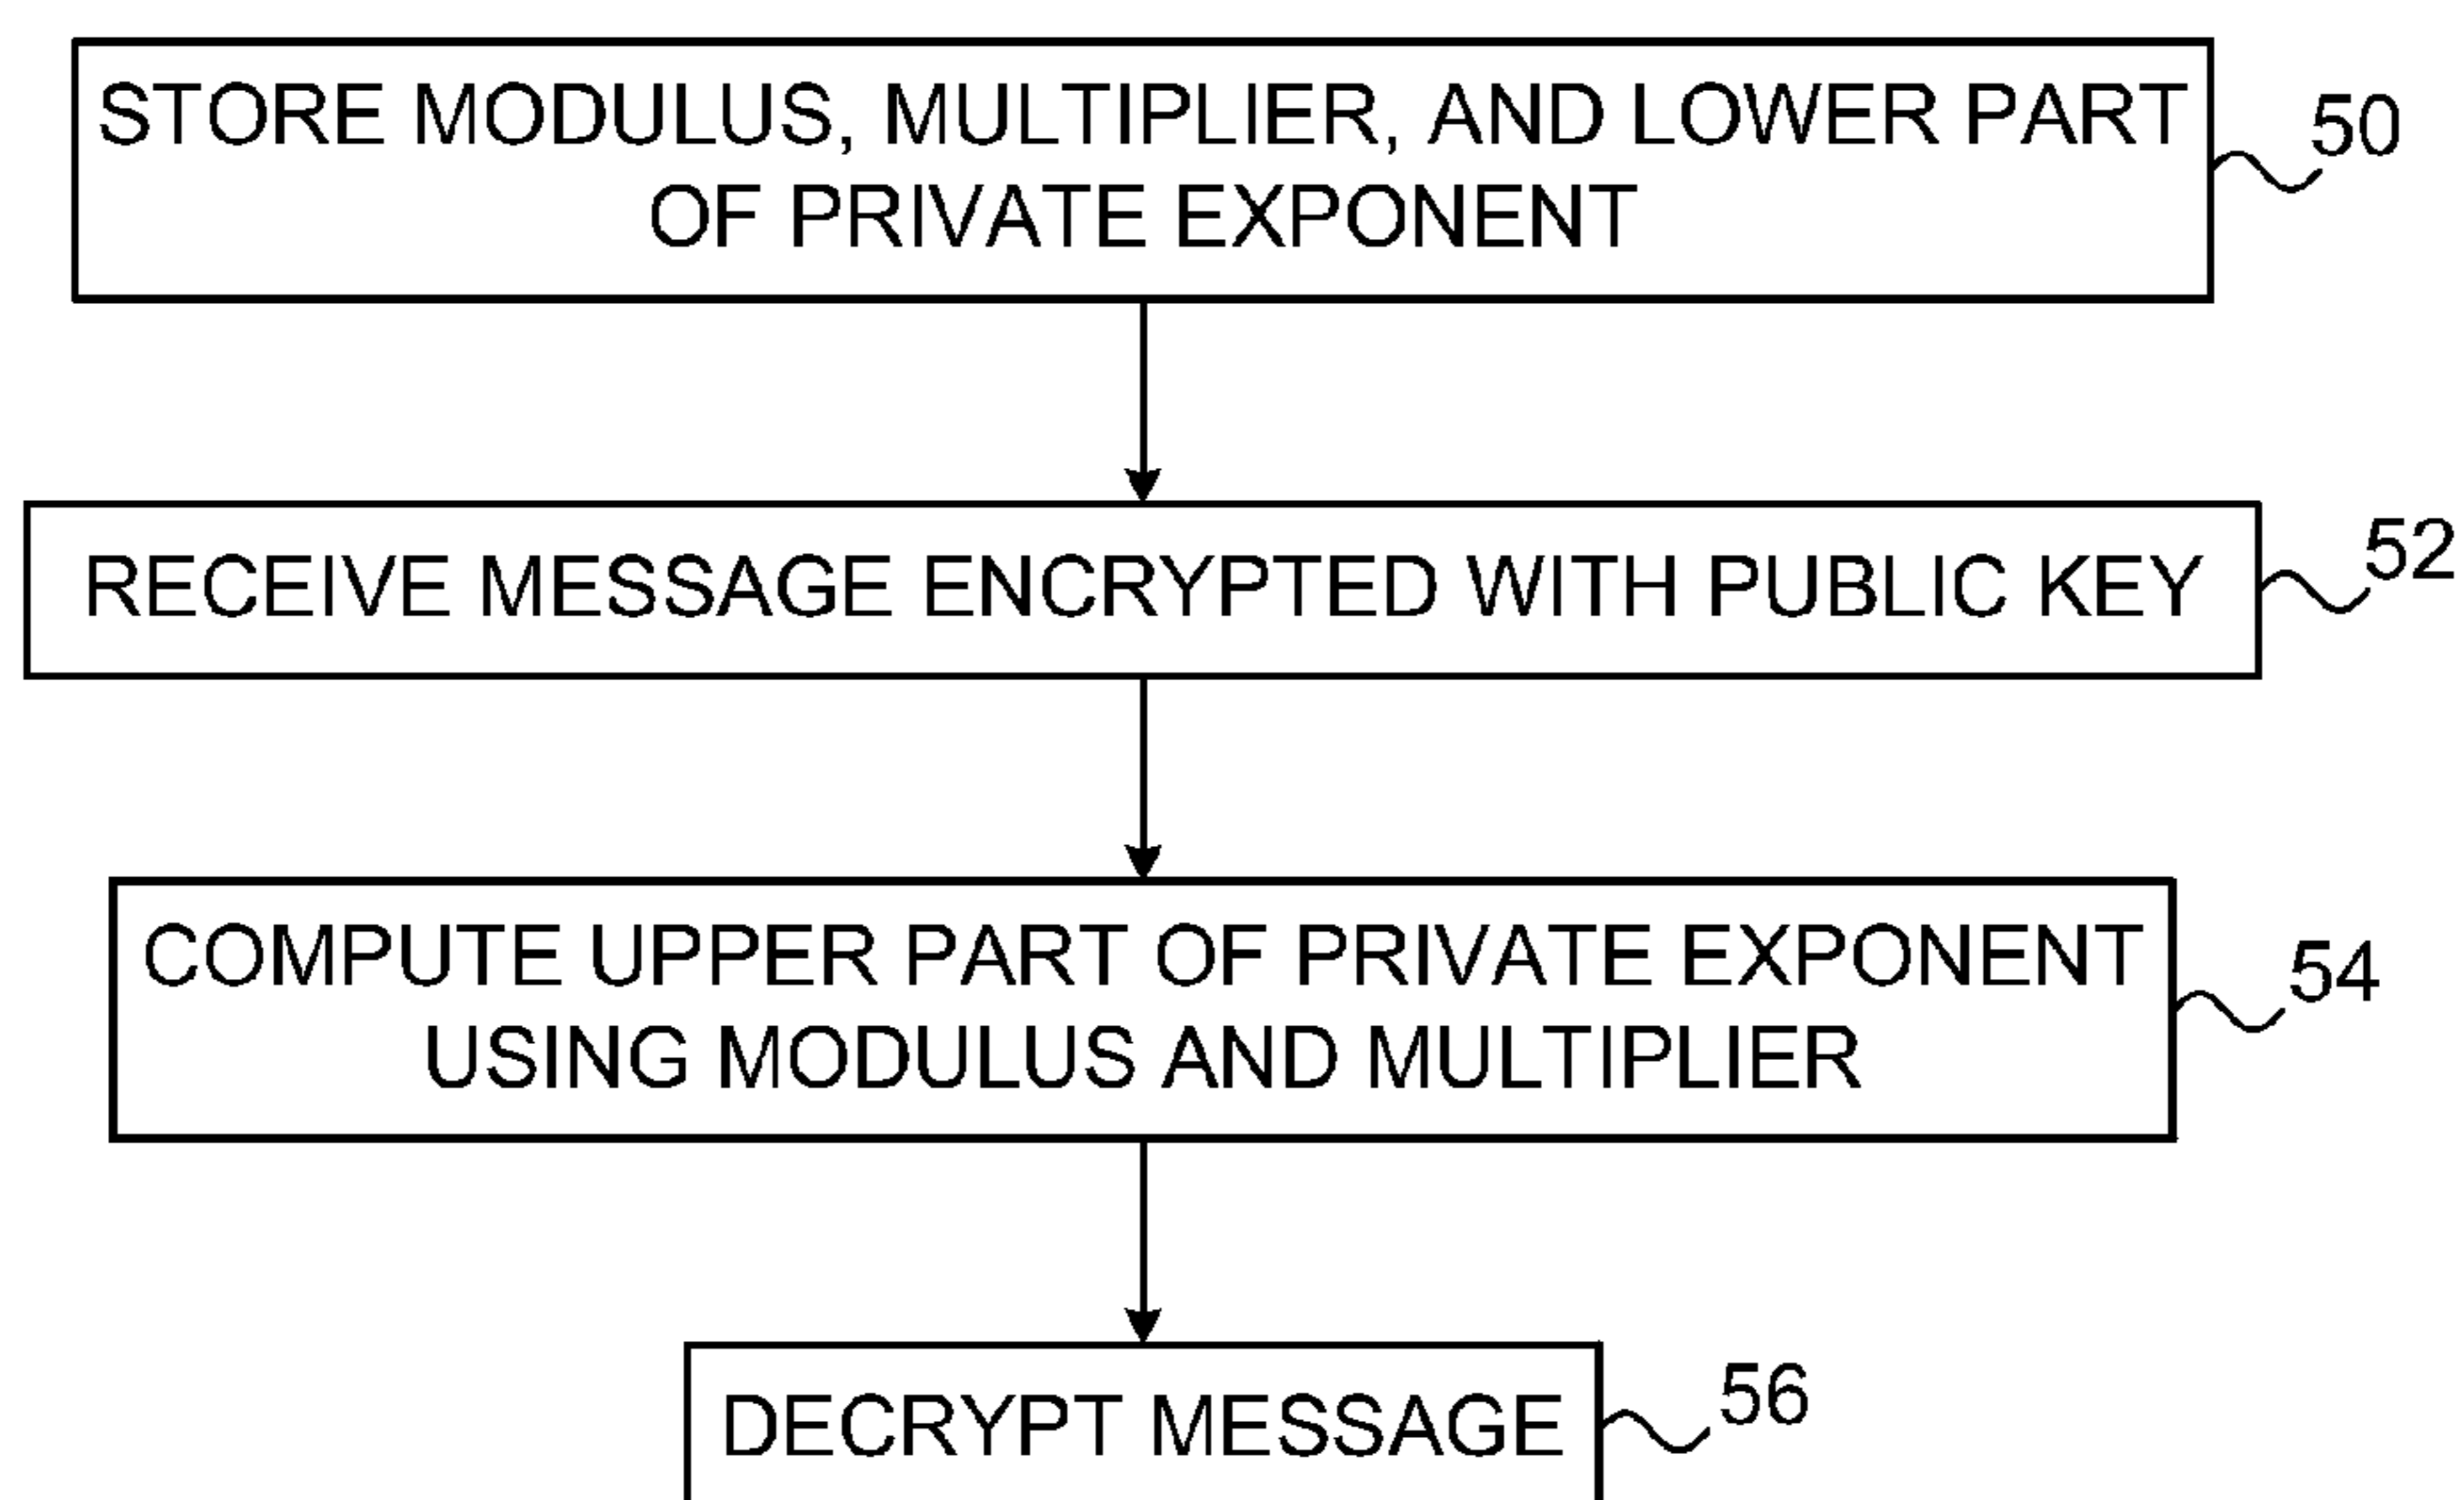 STORE MODULUS, MULTIPLIER, AND LOWER PART
OF PRIVATE EXPONENT
50
RECEIVE MESSAGE ENCRYPTED WITH PUBLIC KEY
52
COMPUTE UPPER PART OF PRIVATE EXPONENT
USING MODULUS AND MULTIPLIER
54
DECRYPT MESSAGE
56